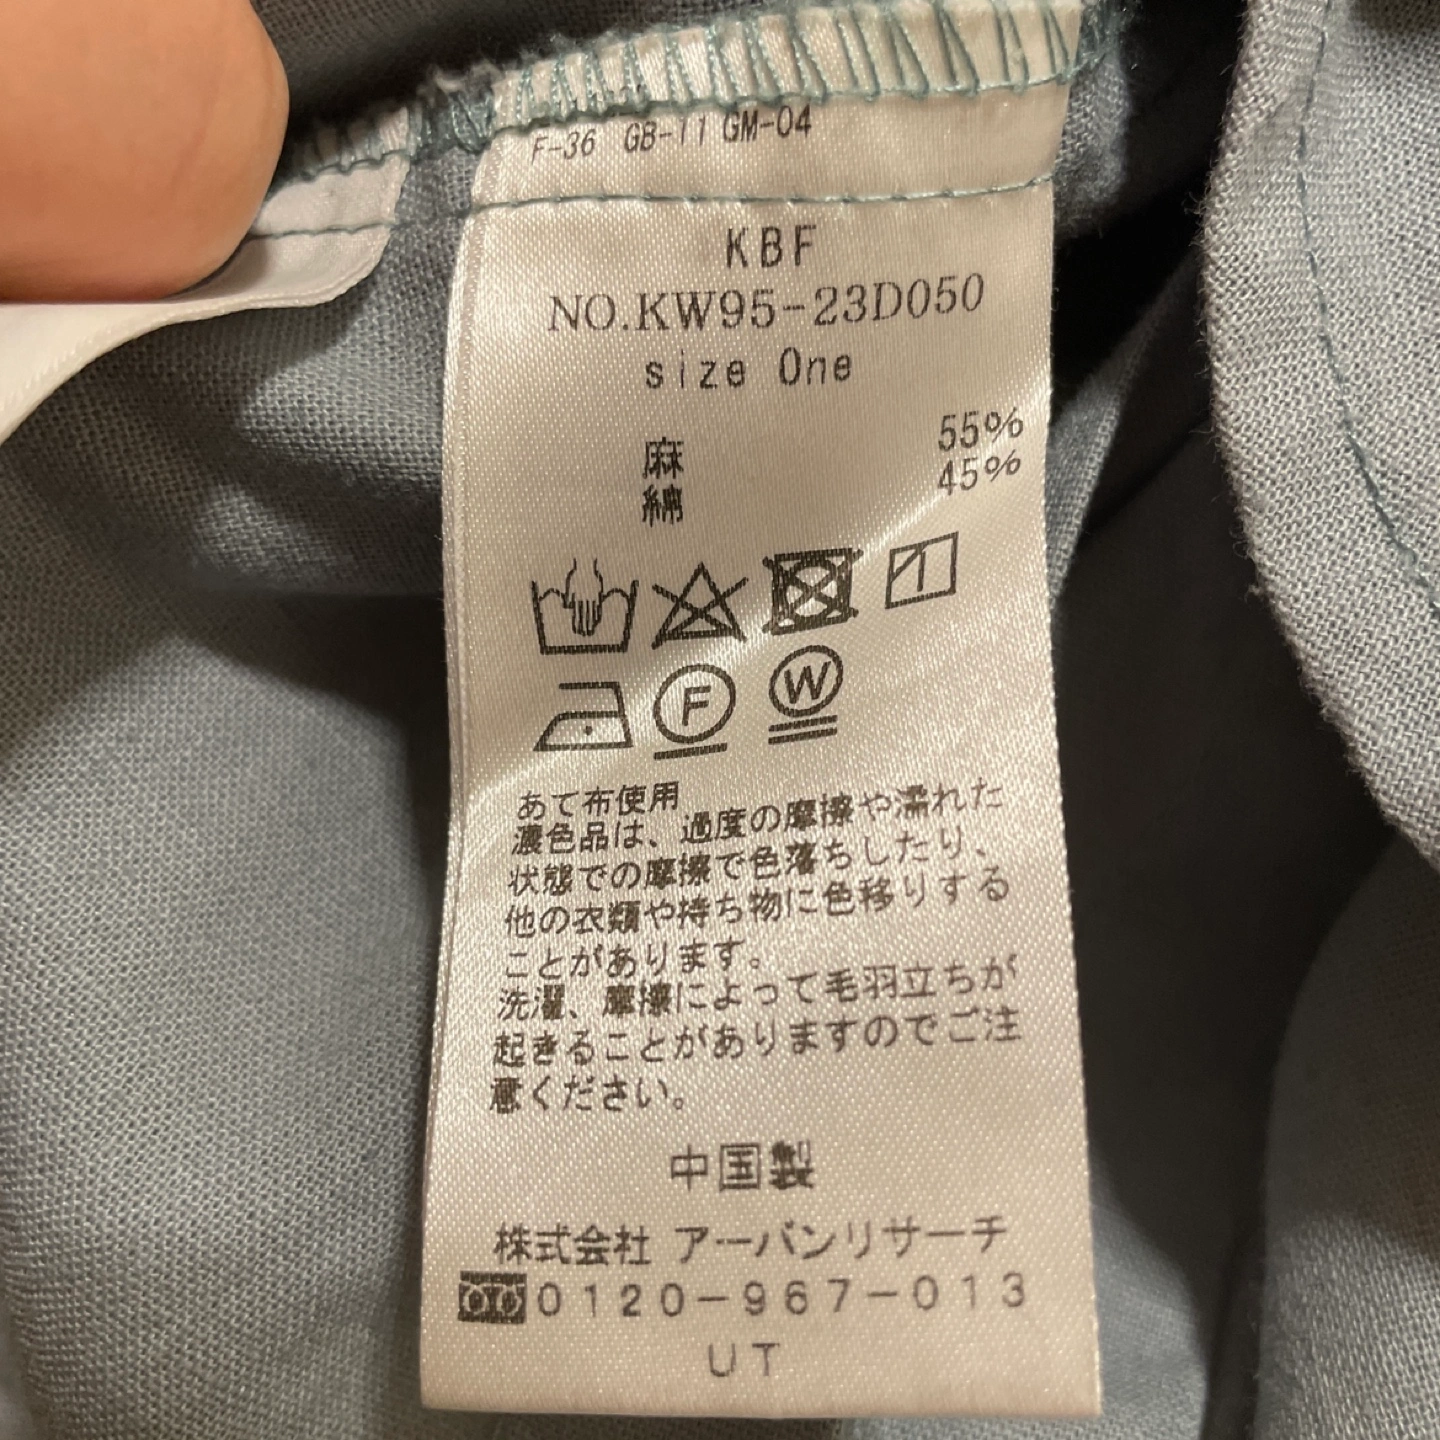 F-36 GB-11 GM-04
KBF
NO.KW95-23D050
size One
麻 55%
綿 45%
1
F W
あて布使用
濃色品は、過度の摩擦や濡れた
状態での摩擦で色落ちしたり、
他の衣類や持ち物に色移りする
ことがあります。
洗濯、摩擦によって毛羽立ちが
起きることがありますのでご注
意ください。
中国製
株式会社 アーバンリサーチ
0120-967-013
UT